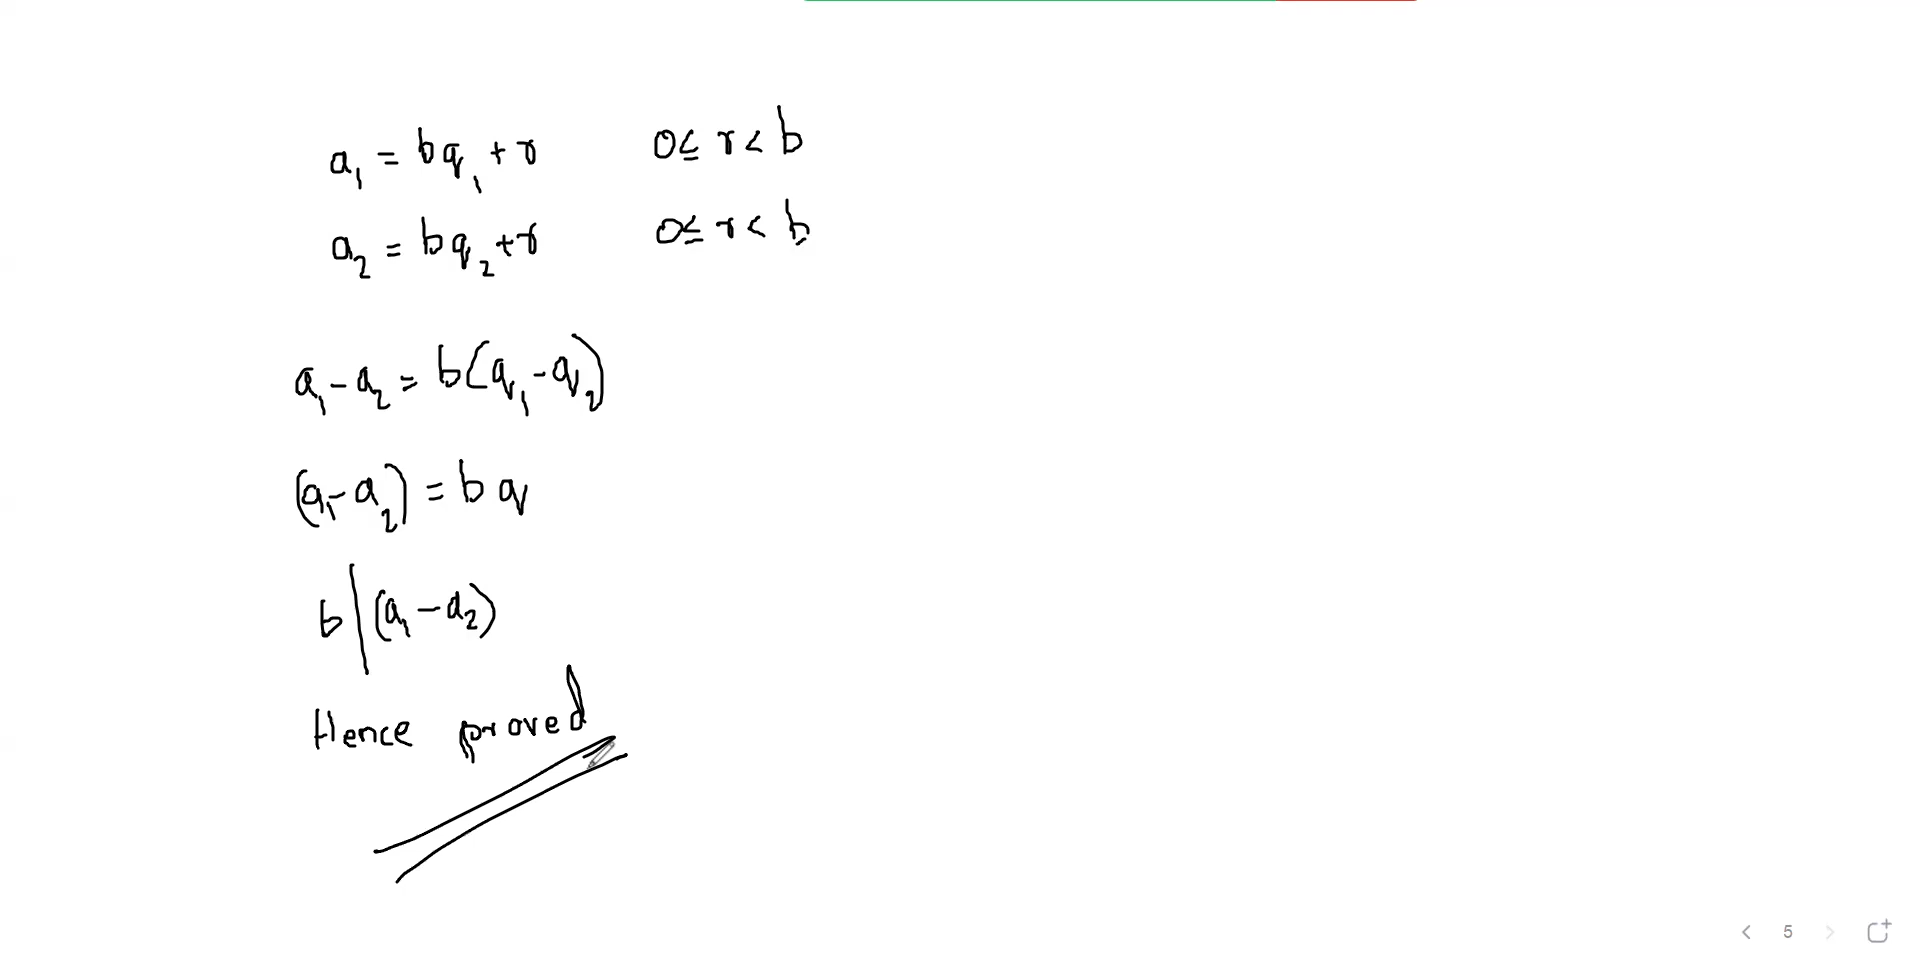 a₁ = bq₁ + r 0 ≤ r < b
a₂ = bq₂ + r 0 ≤ r < b
a₁ - a₂ = b(q₁ - q₂)
(a₁ - a₂) = bq
b | (a₁ - a₂)
Hence proved
5